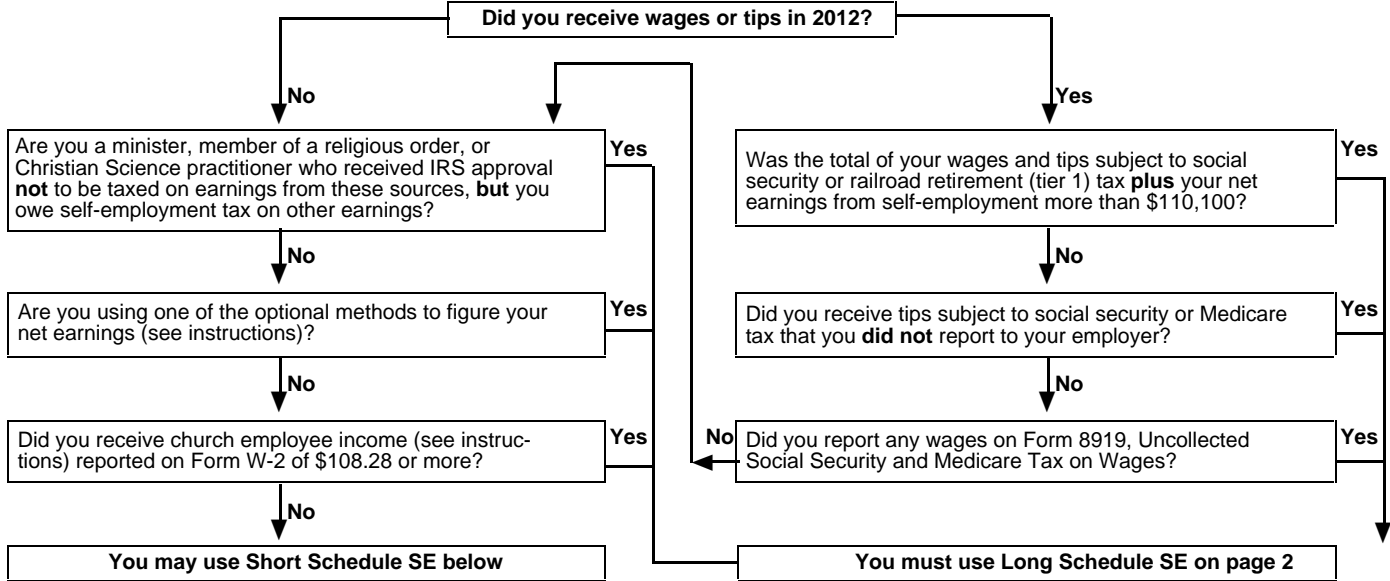 Did you receive wages or tips in 2012?
No
Yes
Are you a minister, member of a religious order, or
Christian Science practitioner who received IRS approval
not to be taxed on earnings from these sources, but you
owe self-employment tax on other earnings?
Yes
Was the total of your wages and tips subject to social
security or railroad retirement (tier 1) tax plus your net
earnings from self-employment more than $110,100?
Yes
No
No
Are you using one of the optional methods to figure your
net earnings (see instructions)?
Yes
Did you receive tips subject to social security or Medicare
tax that you did not report to your employer?
Yes
No
No
Did you receive church employee income (see instruc-
tions) reported on Form W-2 of $108.28 or more?
Yes
No
Did you report any wages on Form 8919, Uncollected
Social Security and Medicare Tax on Wages?
Yes
No
You may use Short Schedule SE below
You must use Long Schedule SE on page 2